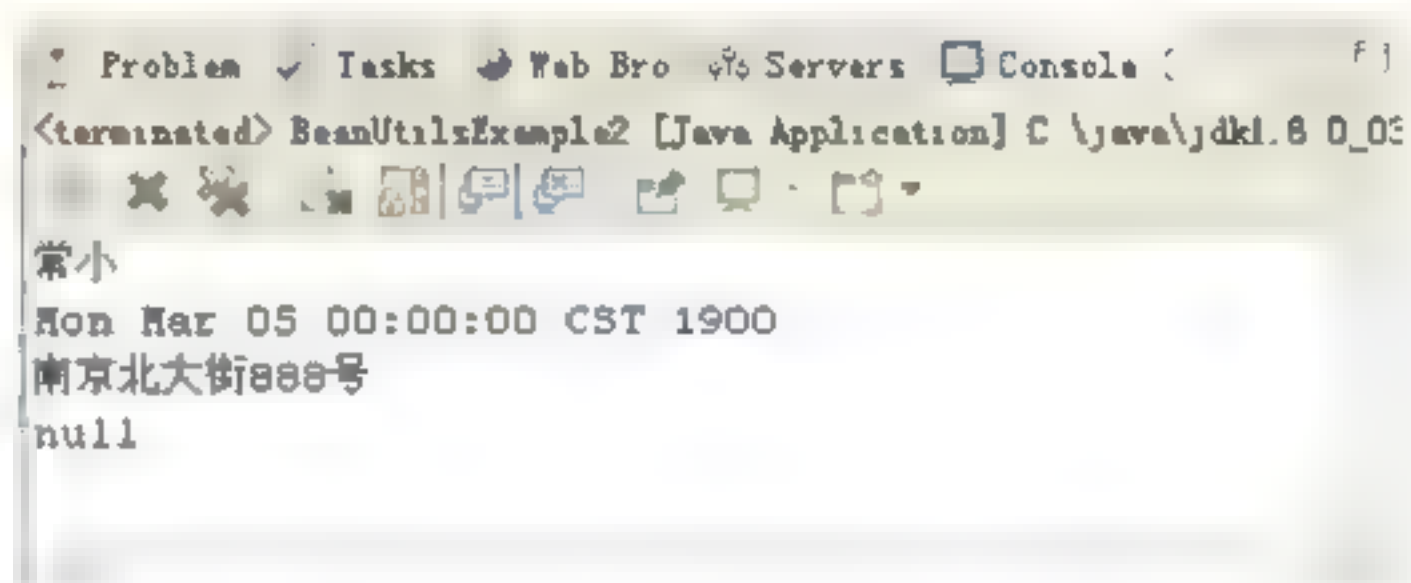 Problem Tasks Web Bro Servers Console
<terminated> BeanUtilsExample2 [Java Application] C \java\jdk1.6 0_03
常小
Mon Mar 05 00:00:00 CST 1900
南京北大街888号
null